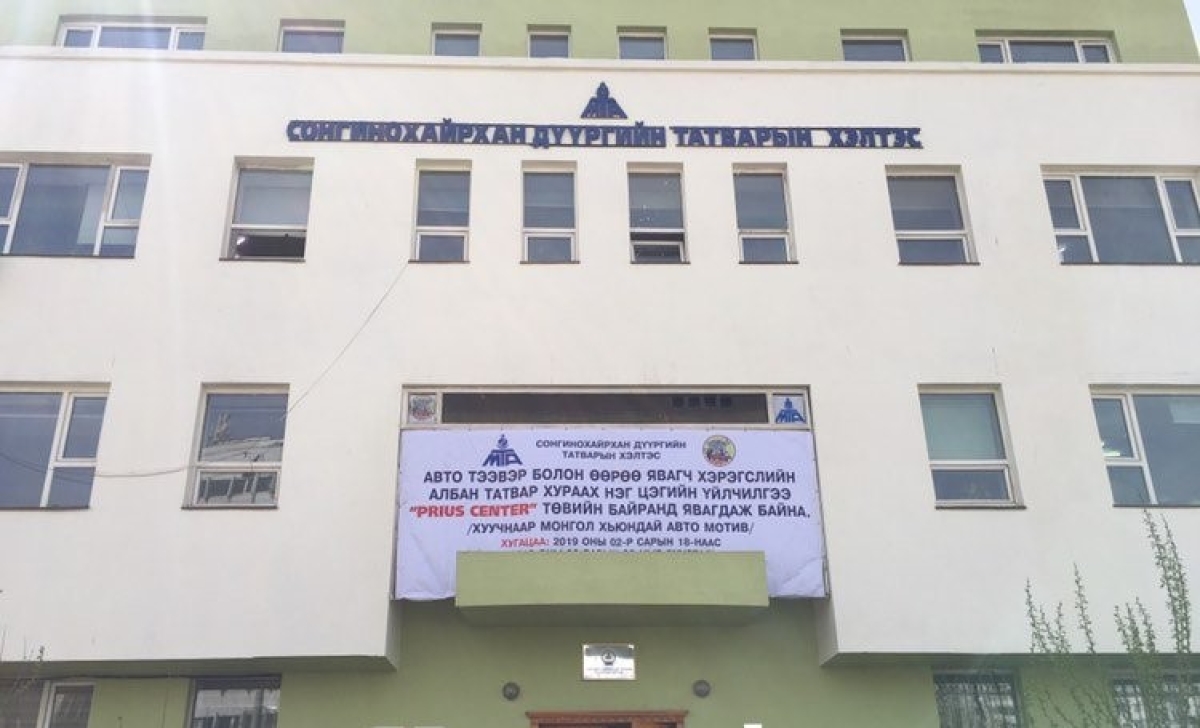 МТА
СОНГИНОХАЙРХАН ДҮҮРГИЙН ТАТВАРЫН ХЭЛТЭС
МТА
МТА
СОНГИНОХАЙРХАН ДҮҮРГИЙН
ТАТВАРЫН ХЭЛТЭС
АВТО ТЭЭВЭР БОЛОН ӨӨРӨӨ ЯВАГЧ ХЭРЭГСЛИЙН
АЛБАН ТАТВАР ХУРААХ НЭГ ЦЭГИЙН ҮЙЛЧИЛГЭЭ
"PRIUS CENTER" ТӨВИЙН БАЙРАНД ЯВАГДАЖ БАЙНА.
/ХУУЧНААР МОНГОЛ ХЬЮНДАЙ АВТО МОТИВ/
ХУГАЦАА: 2019 ОНЫ 02-Р САРЫН 18-НААС